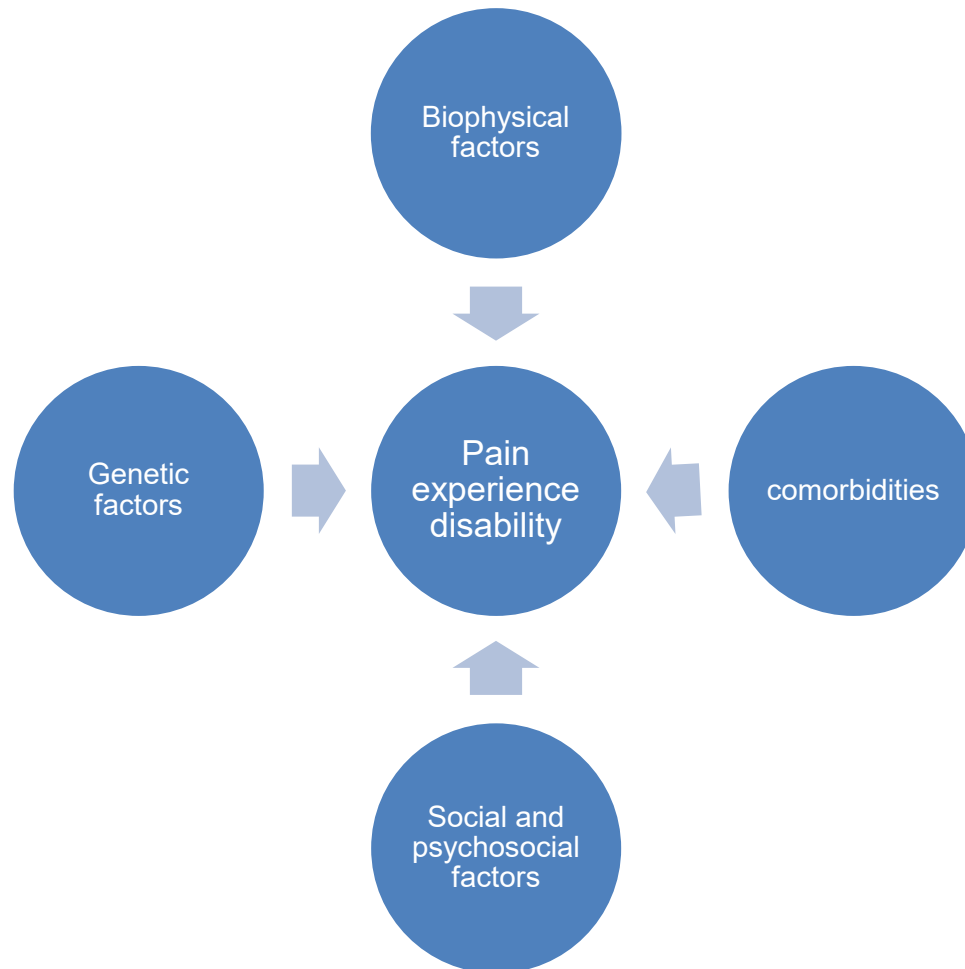 Biophysical
factors
Genetic
factors
Pain
experience
disability
comorbidities
Social and
psychosocial
factors